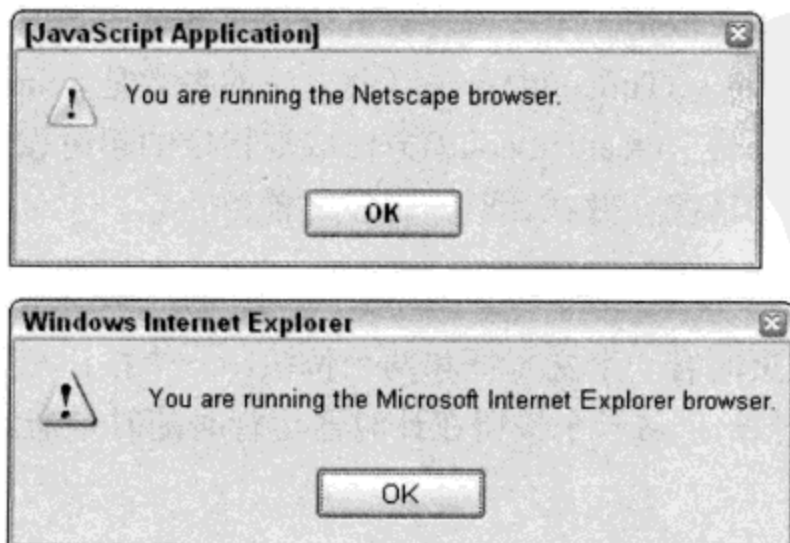 [JavaScript Application]
You are running the Netscape browser.
OK
Windows Internet Explorer
You are running the Microsoft Internet Explorer browser.
OK